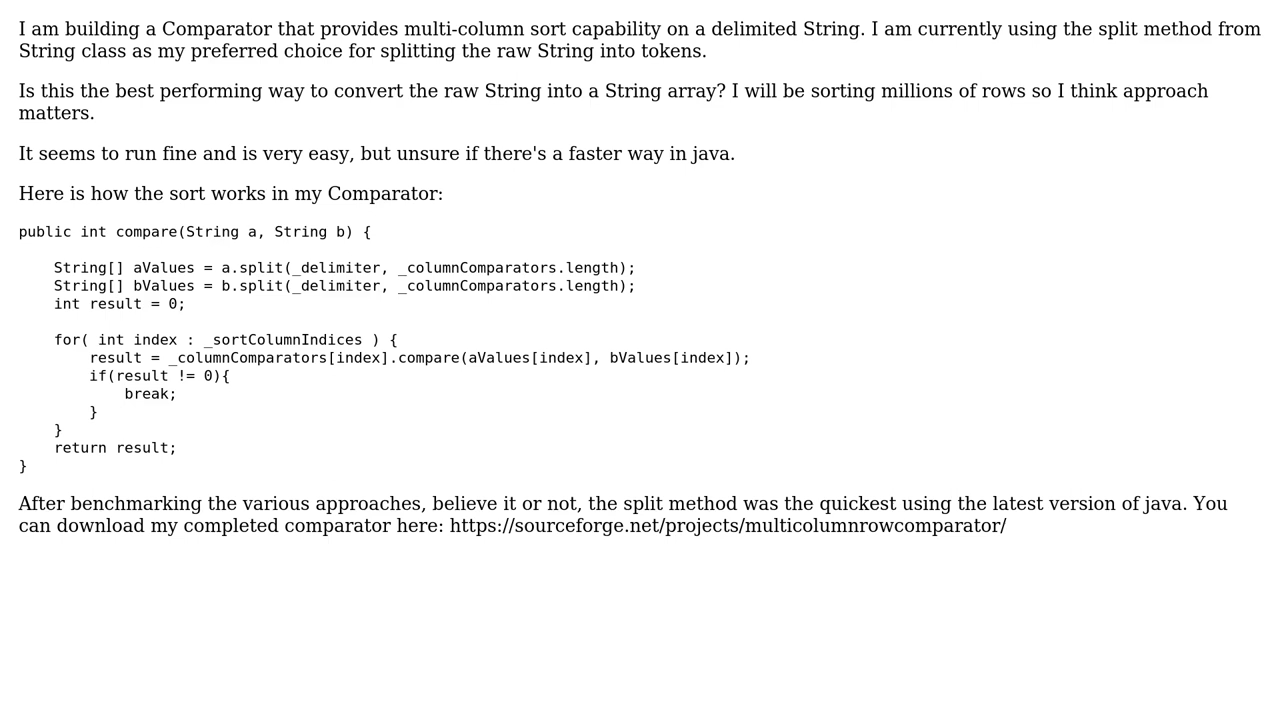 I am building a Comparator that provides multi-column sort capability on a delimited String. I am currently using the split method from
String class as my preferred choice for splitting the raw String into tokens.
Is this the best performing way to convert the raw String into a String array? I will be sorting millions of rows so I think approach
matters.
It seems to run fine and is very easy, but unsure if there's a faster way in java.
Here is how the sort works in my Comparator:
public int compare(String a, String b) {
    String[] aValues = a.split(_delimiter, _columnComparators.length);
    String[] bValues = b.split(_delimiter, _columnComparators.length);
    int result = 0;
    for( int index : _sortColumnIndices ) {
        result = _columnComparators[index].compare(aValues[index], bValues[index]);
        if(result != 0){
            break;
        }
    }
    return result;
}
After benchmarking the various approaches, believe it or not, the split method was the quickest using the latest version of java. You
can download my completed comparator here: https://sourceforge.net/projects/multicolumnrowcomparator/